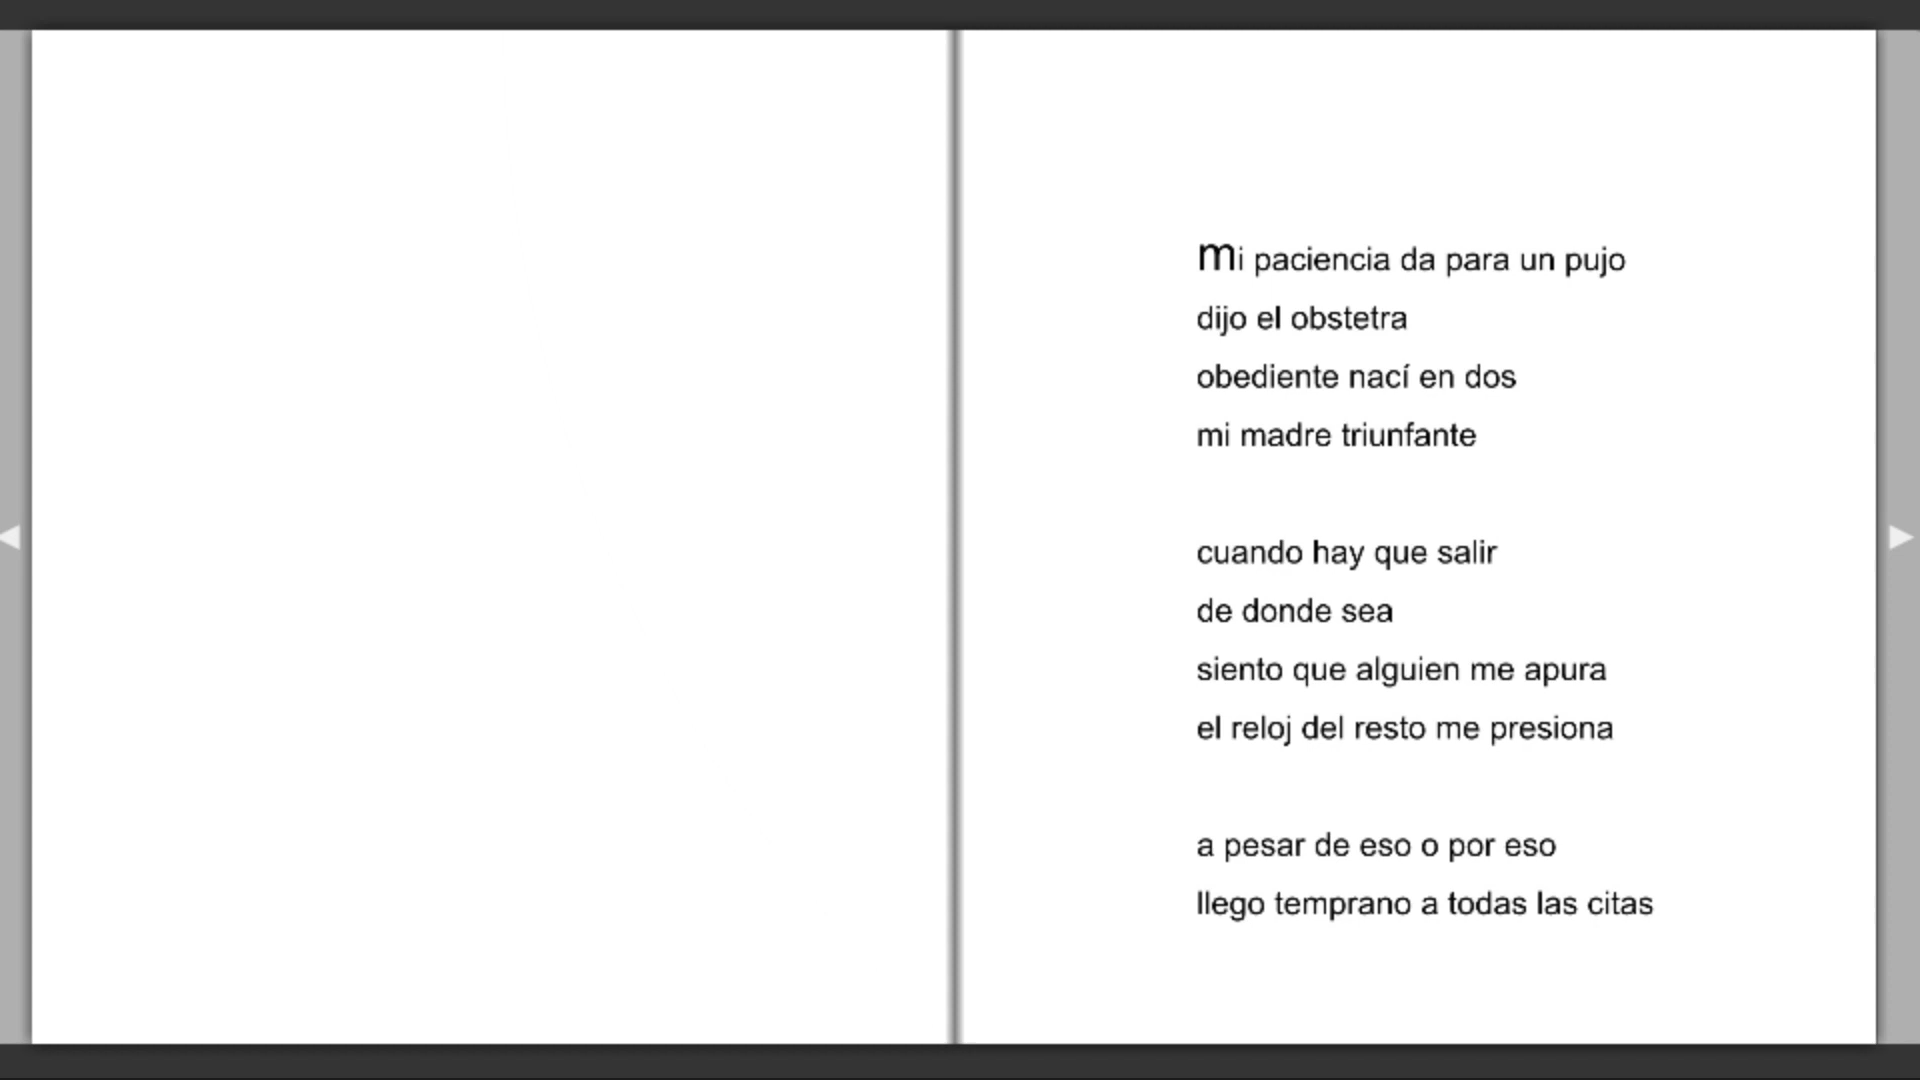 mi paciencia da para un pujo
dijo el obstetra
obediente nací en dos
mi madre triunfante
cuando hay que salir
de donde sea
siento que alguien me apura
el reloj del resto me presiona
a pesar de eso o por eso
llego temprano a todas las citas